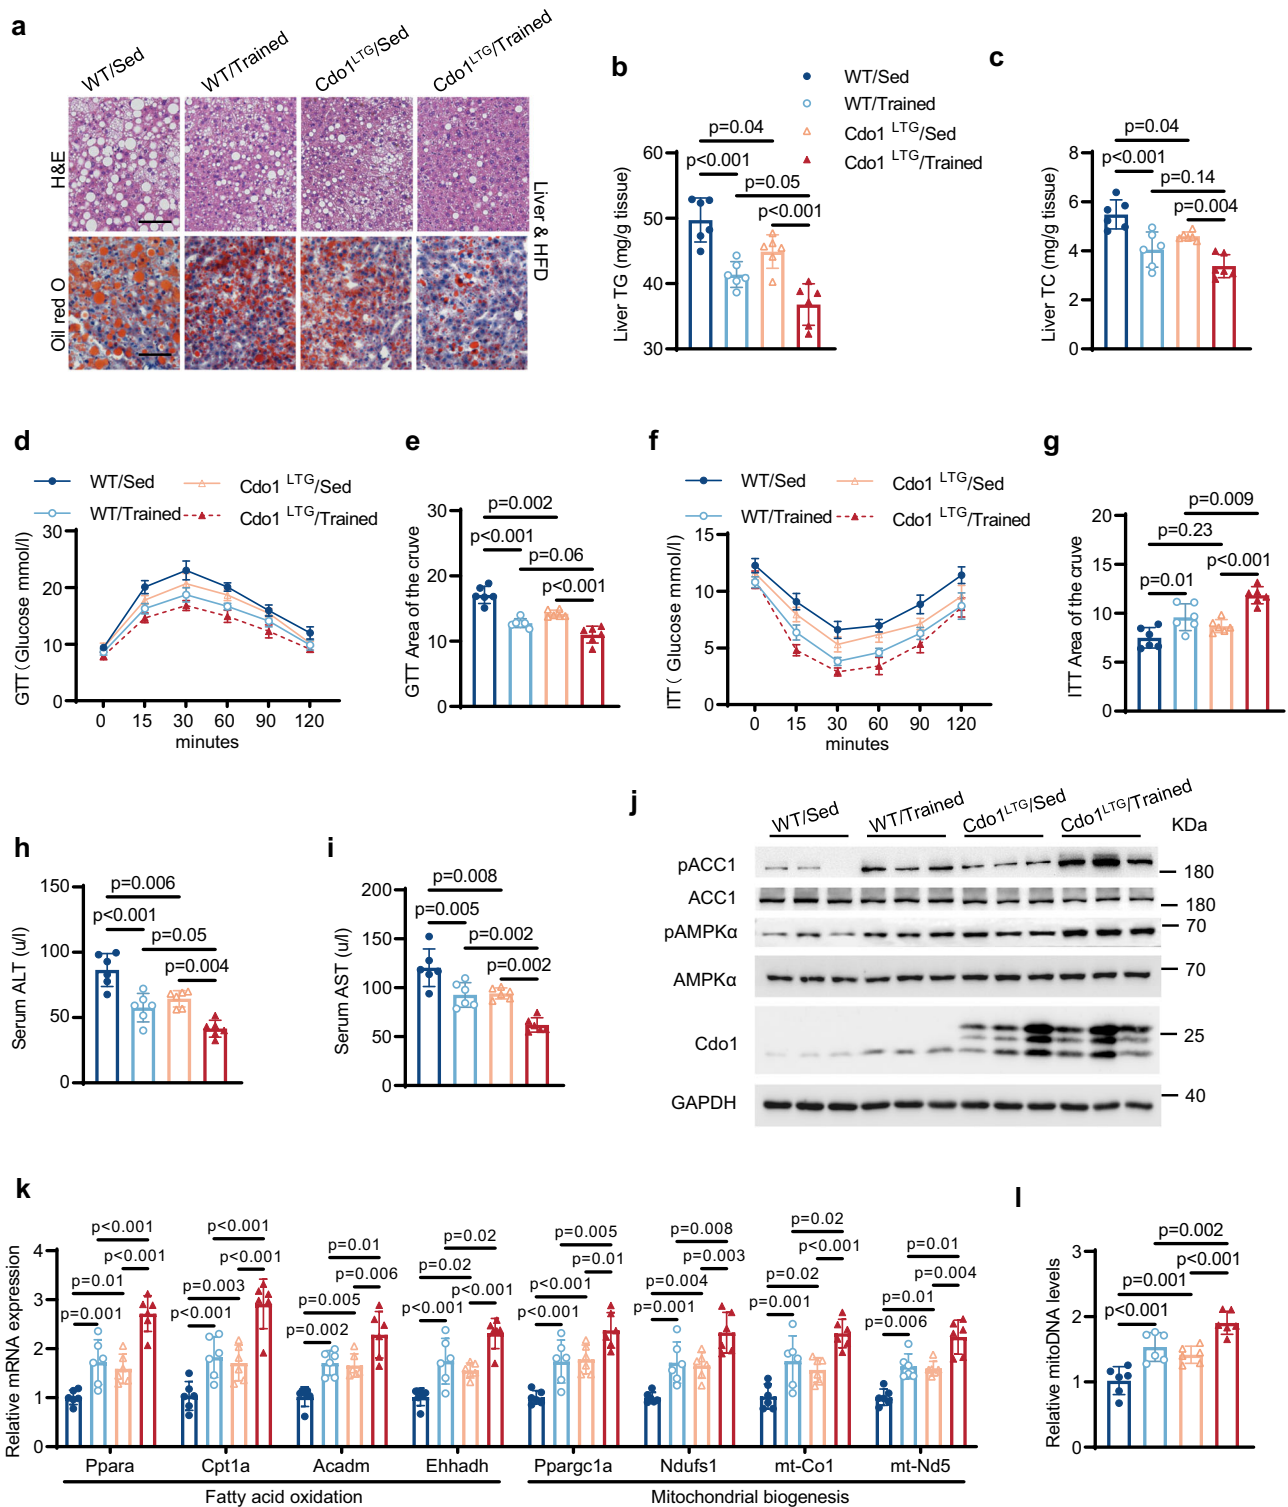 a
WT/Sed
WT/Trained
Cdo1LTG/Sed
Cdo1LTG/Trained
H&E
Oil red O
Liver & HFD
b
WT/Sed
WT/Trained
Cdo1 LTG/Sed
Cdo1 LTG/Trained
p=0.04
p<0.001
p=0.05
p<0.001
Liver TG (mg/g tissue)
60
50
40
30
c
p=0.04
p<0.001
p=0.14
p=0.004
Liver TC (mg/g tissue)
8
6
4
2
0
d
WT/Sed
Cdo1 LTG/Sed
WT/Trained
Cdo1 LTG/Trained
GTT (Glucose mmol/l)
30
20
10
0
0 15 30 60 90 120
minutes
e
p=0.002
p<0.001
p=0.06
p<0.001
GTT Area of the cruve
30
20
10
0
f
WT/Sed
Cdo1 LTG/Sed
WT/Trained
Cdo1 LTG/Trained
ITT( Glucose mmol/l)
15
10
5
0
0 15 30 60 90 120
minutes
g
p=0.009
p=0.23
p<0.001
p=0.01
ITT Area of the cruve
20
15
10
5
0
h
p=0.006
p<0.001
p=0.05
p=0.004
Serum ALT (u/l)
150
100
50
0
i
p=0.008
p=0.005
p=0.002
p=0.002
Serum AST (u/l)
200
150
100
50
0
j
WT/Sed
WT/Trained
Cdo1LTG/Sed
Cdo1LTG/Trained
KDa
pACC1
180
ACC1
180
pAMPKα
70
AMPKα
70
Cdo1
25
GAPDH
40
k
Relative mRNA expression
4
3
2
1
0
p<0.001
p<0.001
p=0.01
p=0.001
p<0.001
p<0.001
p=0.003
p<0.001
p=0.01
p=0.006
p=0.005
p=0.002
p=0.02
p=0.02
p<0.001
p<0.001
p=0.005
p=0.01
p<0.001
p<0.001
p=0.008
p=0.003
p=0.004
p=0.001
p=0.02
p<0.001
p=0.02
p=0.001
p=0.01
p=0.004
p=0.01
p=0.006
Ppara Cpt1a Acadm Ehhadh Ppargc1a Ndufs1 mt-Co1 mt-Nd5
Fatty acid oxidation
Mitochondrial biogenesis
l
p=0.002
p<0.001
p=0.001
p<0.001
Relative mitoDNA levels
3
2
1
0